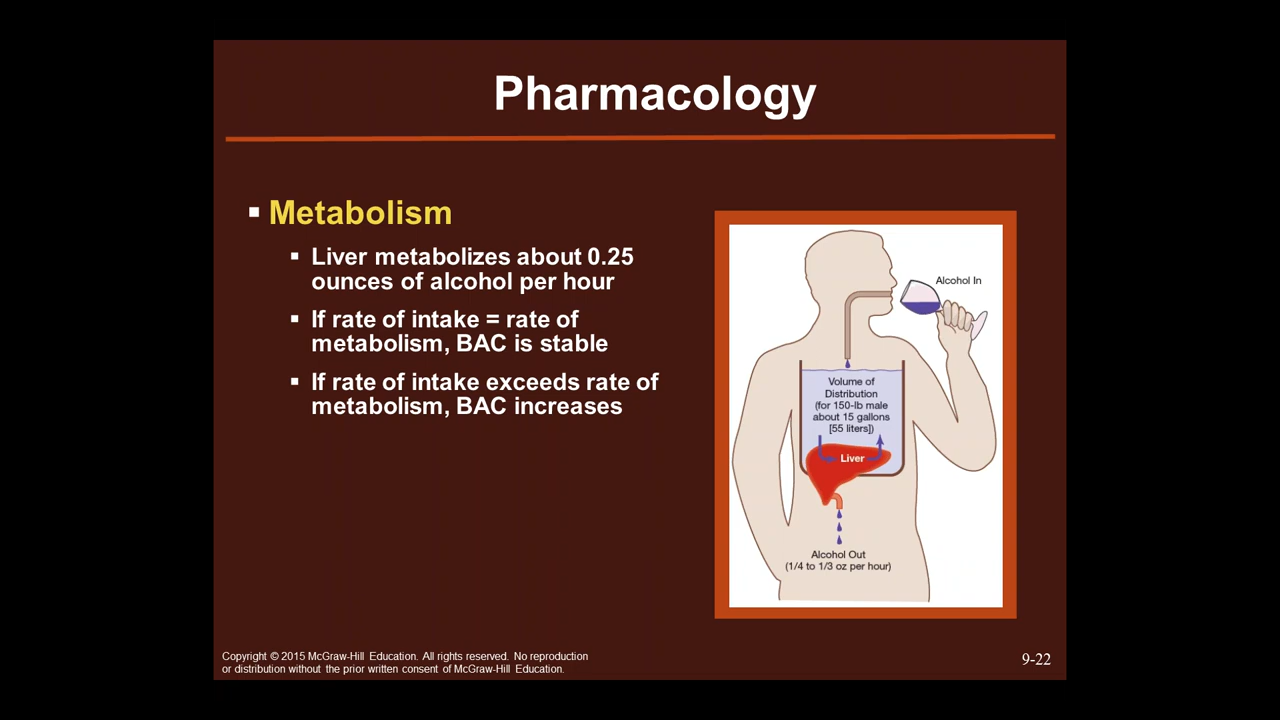 Pharmacology
▪ Metabolism
▪ Liver metabolizes about 0.25
ounces of alcohol per hour
▪ If rate of intake = rate of
metabolism, BAC is stable
▪ If rate of intake exceeds rate of
metabolism, BAC increases
Alcohol In
Volume of
Distribution
(for 150-lb male
about 15 gallons
[55 liters])
Liver
Alcohol Out
(1/4 to 1/3 oz per hour)
Copyright © 2015 McGraw-Hill Education. All rights reserved. No reproduction
or distribution without the prior written consent of McGraw-Hill Education.
9-22